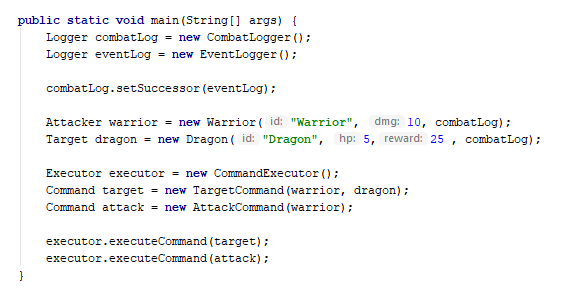 public static void main(String[] args) {
Logger combatLog = new CombatLogger();
Logger eventLog = new EventLogger();
combatLog.setSuccessor(eventLog);
Attacker warrior = new Warrior( id: "Warrior", dmg: 10, combatLog);
Target dragon = new Dragon( id: "Dragon", hp: 5, reward: 25 , combatLog);
Executor executor = new CommandExecutor();
Command target = new TargetCommand(warrior, dragon);
Command attack = new AttackCommand(warrior);
executor.executeCommand(target);
executor.executeCommand(attack);
}